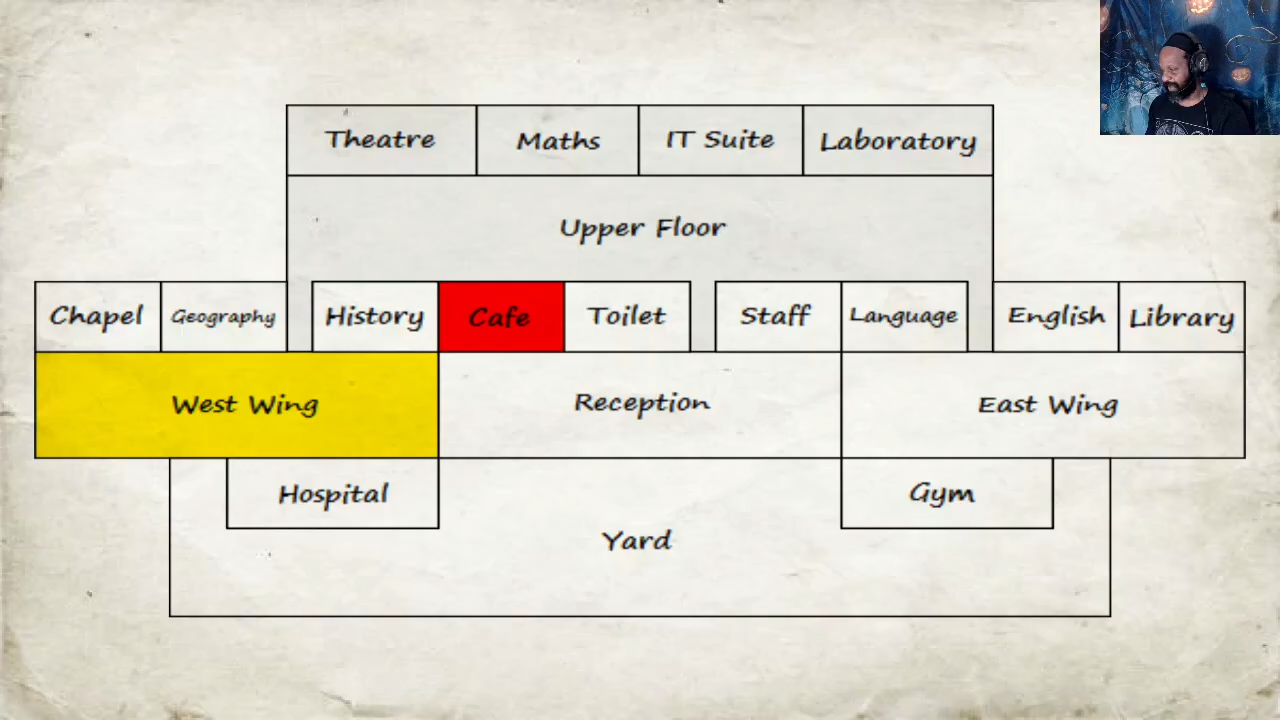 Theatre Maths IT Suite Laboratory
Upper Floor
Chapel Geography History Cafe Toilet Staff Language English Library
West Wing Reception East Wing
Hospital Gym
Yard